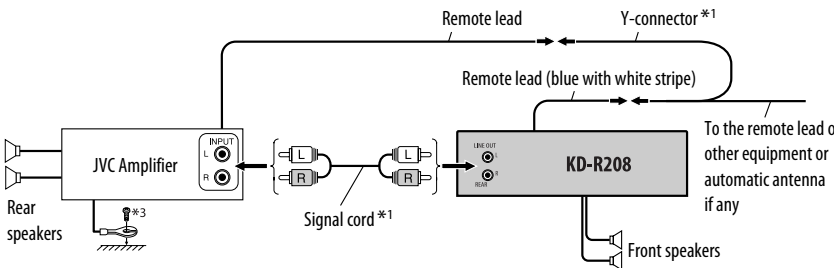 Remote lead
Y-connector *1
Remote lead (blue with white stripe)
To the remote lead o
other equipment or
automatic antenna
if any
JVC Amplifier
INPUT
L
R
L
R
L
R
Signal cord *1
LINE OUT
L
R
REAR
KD-R208
Rear
speakers
*3
Front speakers